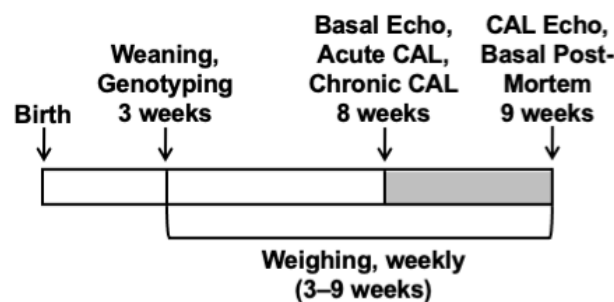 Birth
Weaning,
Genotyping
3 weeks
Basal Echo,
Acute CAL,
Chronic CAL
8 weeks
CAL Echo,
Basal Post-
Mortem
9 weeks
Weighing, weekly
(3–9 weeks)